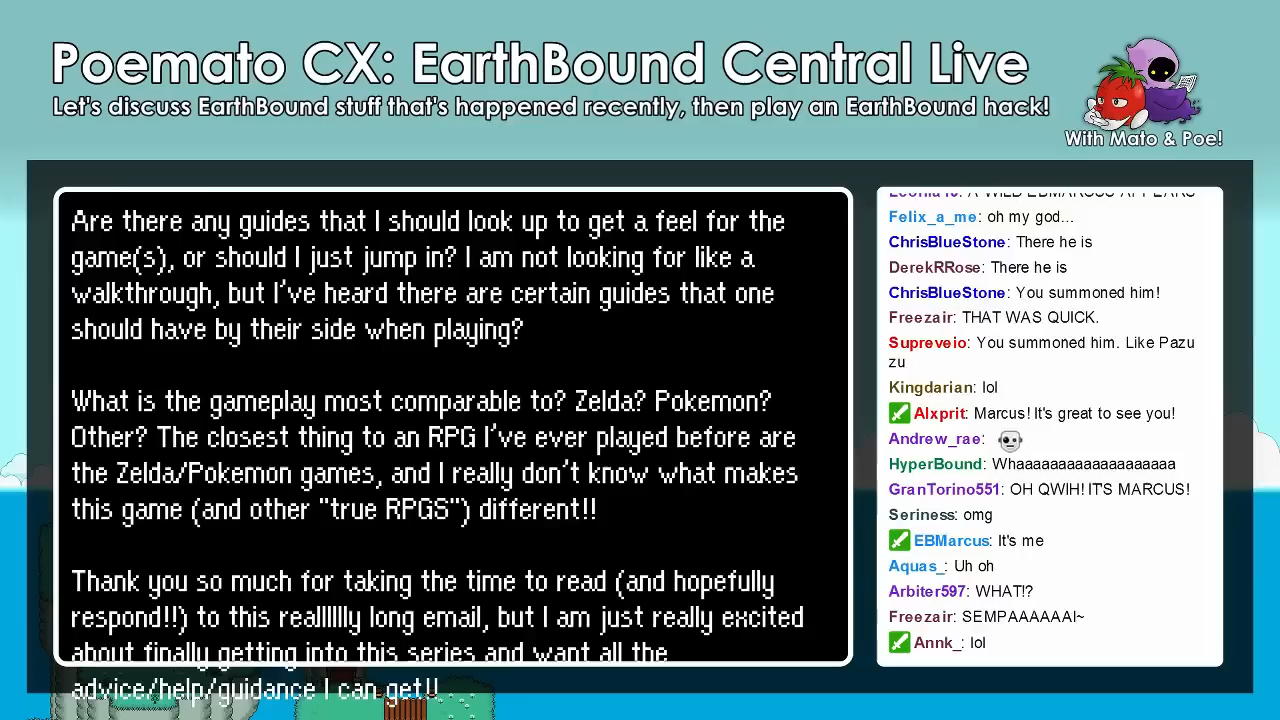 Poemato CX: EarthBound Central Live
Let's discuss EarthBound stuff that's happened recently, then play an EarthBound hack!
With Mato & Poe!
Are there any guides that I should look up to get a feel for the
game(s), or should I just jump in? I am not looking for like a
walkthrough, but I've heard there are certain guides that one
should have by their side when playing?
What is the gameplay most comparable to? Zelda? Pokemon?
Other? The closest thing to an RPG I've ever played before are
the Zelda/Pokemon games, and I really don't know what makes
this game (and other "true RPGS") different!!
Thank you so much for taking the time to read (and hopefully
respond!!) to this reallllllly long email, but I am just really excited
about finally getting into this series and want all the
advice/help/guidance I can get!!
A WILD EBMARCUS APPEARS
Felix_a_me: oh my god...
ChrisBlueStone: There he is
DerekRRose: There he is
ChrisBlueStone: You summoned him!
Freezair: THAT WAS QUICK.
Supreveio: You summoned him. Like Pazu
zu
Kingdarian: lol
Alxprit: Marcus! It's great to see you!
Andrew_rae:
HyperBound: Whaaaaaaaaaaaaaaaaaaa
GranTorino551: OH QWIH! IT'S MARCUS!
Seriness: omg
EBMarcus: It's me
Aquas_: Uh oh
Arbiter597: WHAT!?
Freezair: SEMPAAAAAAI~
Annk_: lol